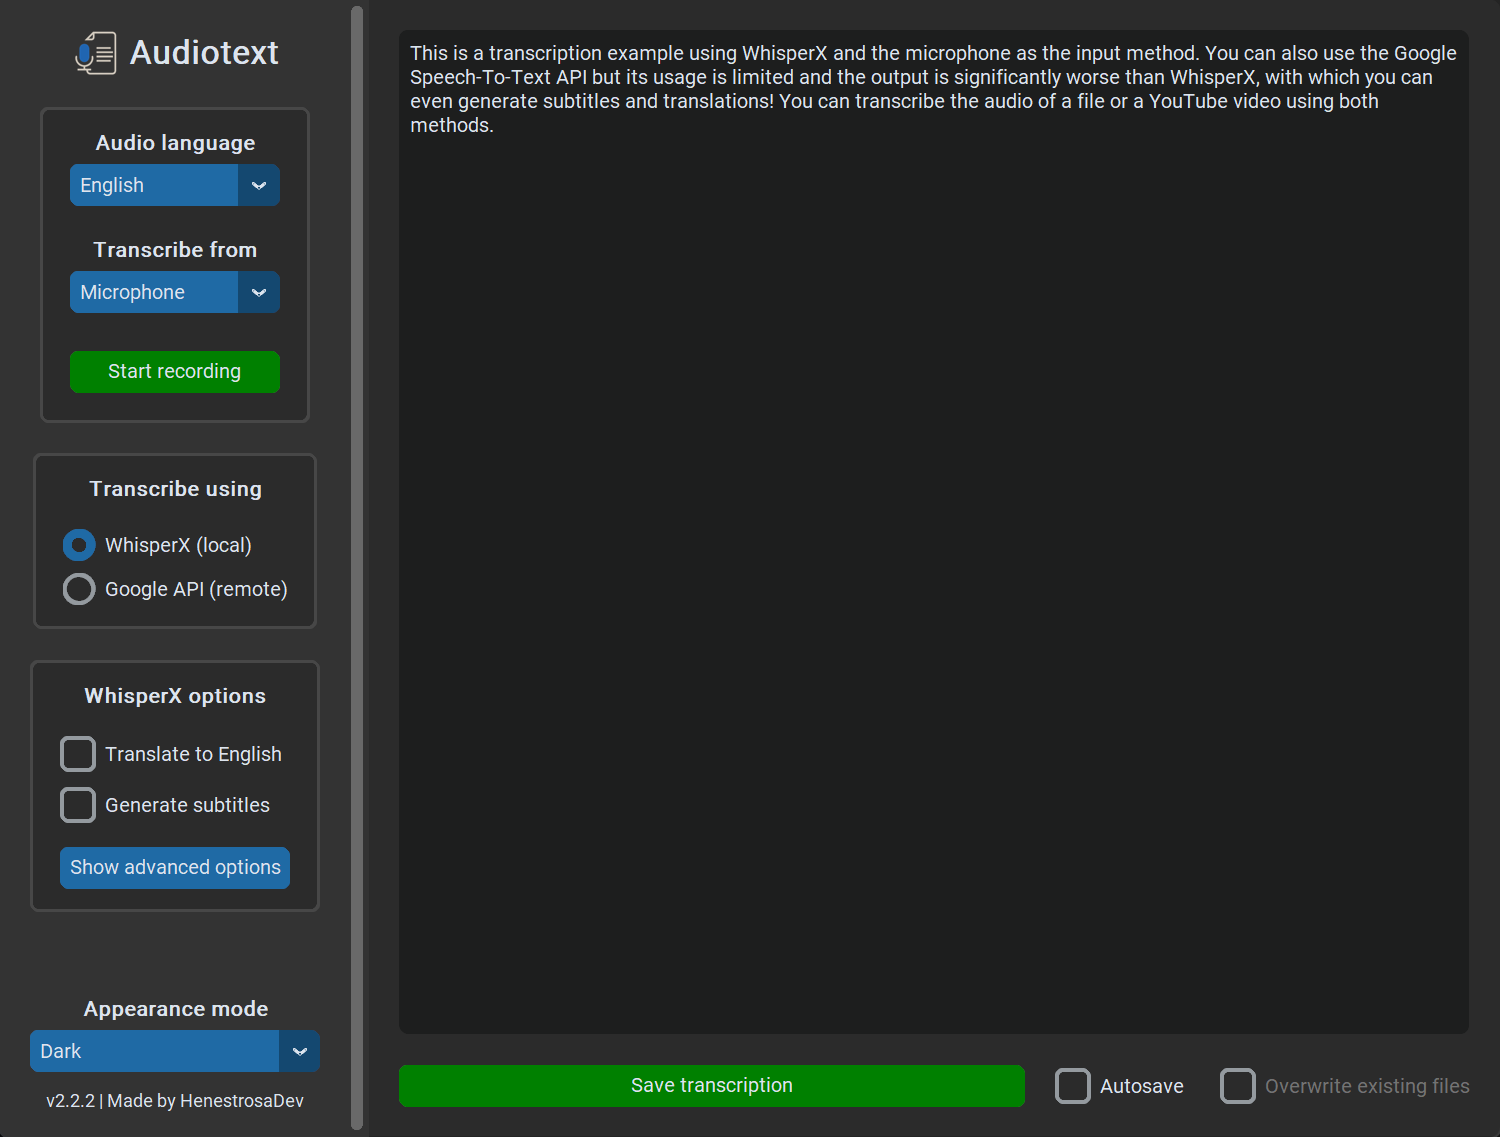 Audiotext
Audio language
English
Transcribe from
Microphone
Start recording
Transcribe using
WhisperX (local)
Google API (remote)
WhisperX options
Translate to English
Generate subtitles
Show advanced options
Appearance mode
Dark
v2.2.2 | Made by HenestrosaDev
This is a transcription example using WhisperX and the microphone as the input method. You can also use the Google
Speech-To-Text API but its usage is limited and the output is significantly worse than WhisperX, with which you can
even generate subtitles and translations! You can transcribe the audio of a file or a YouTube video using both
methods.
Save transcription
Autosave
Overwrite existing files